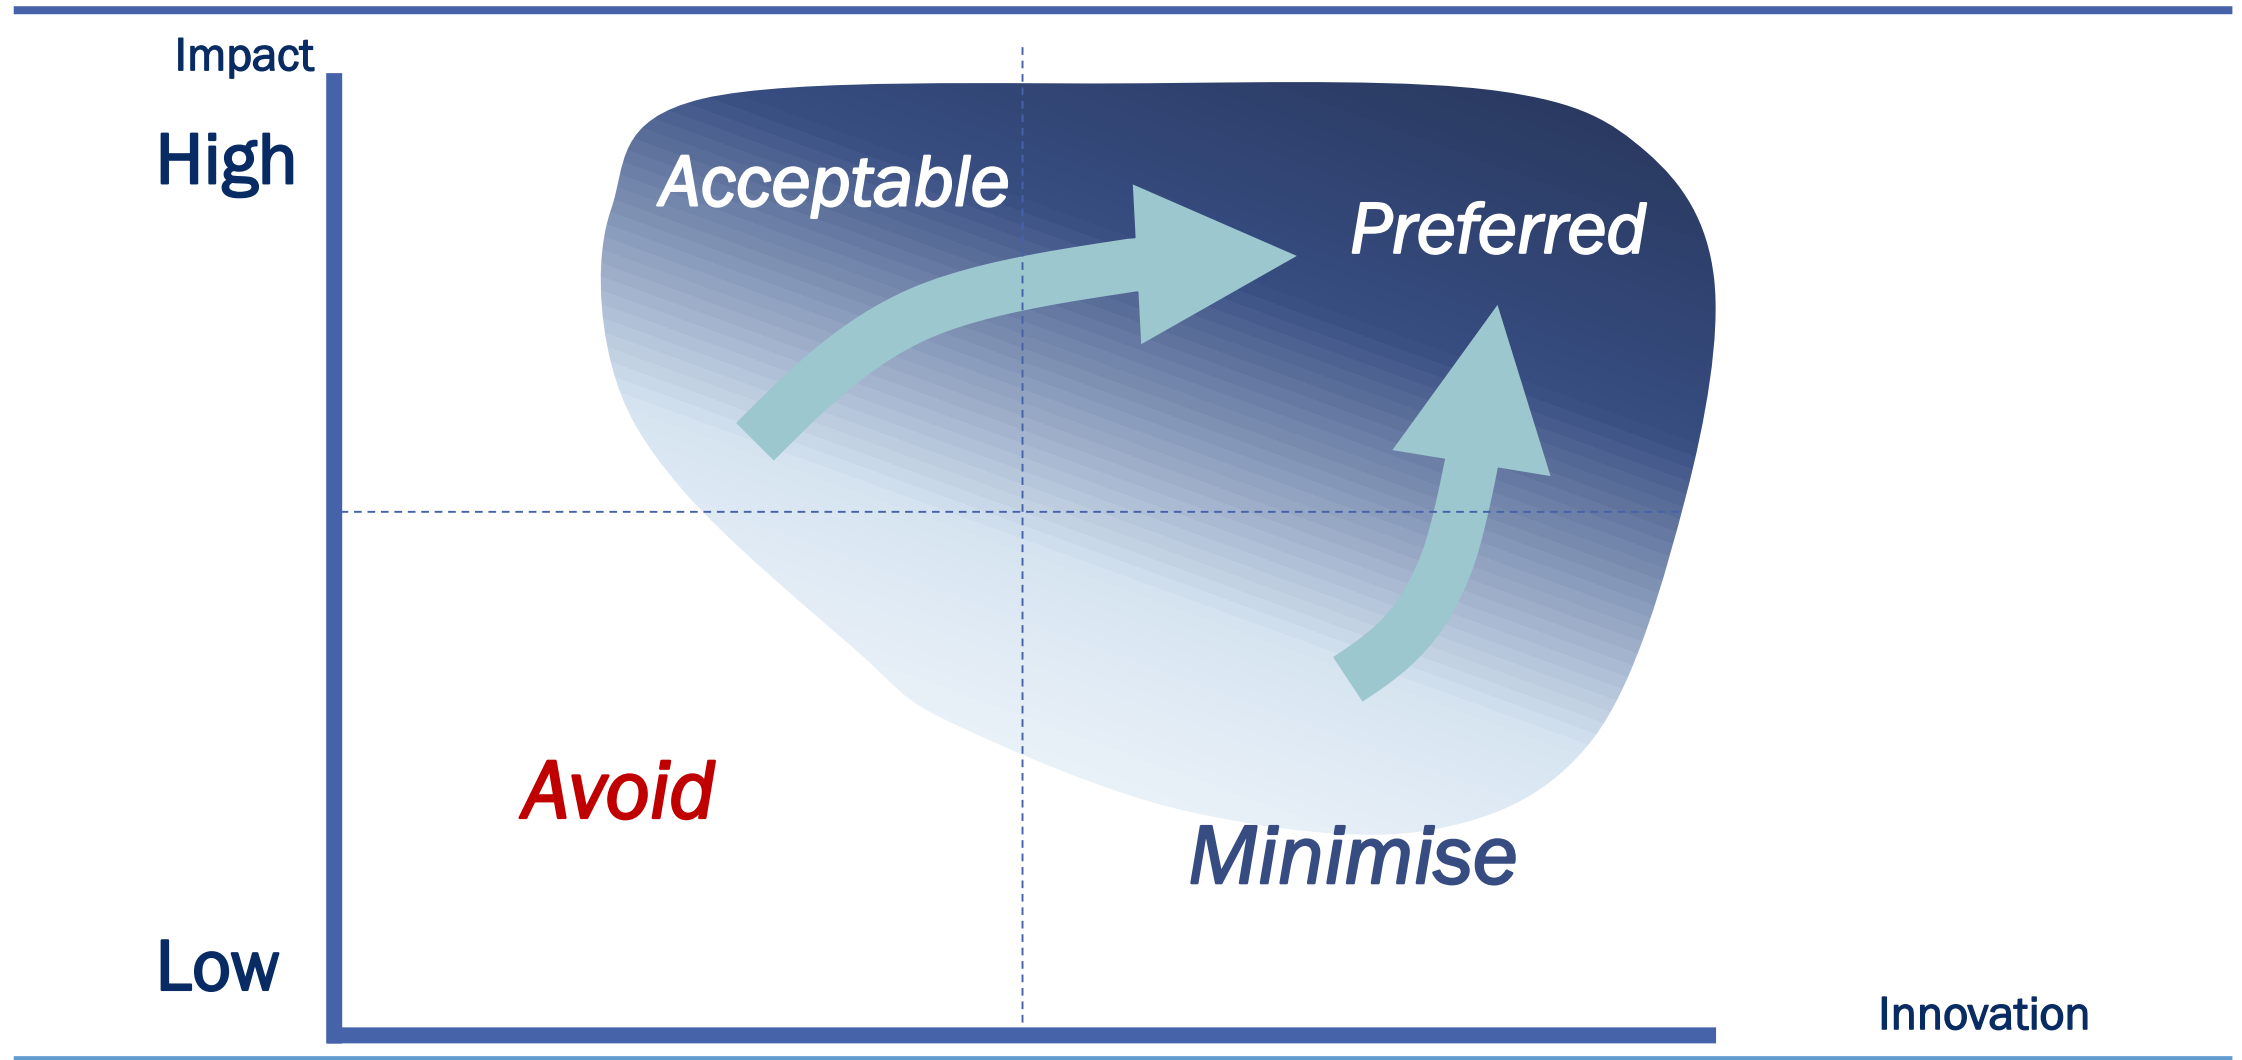 Impact
High
Acceptable
Preferred
Avoid
Minimise
Low
Innovation